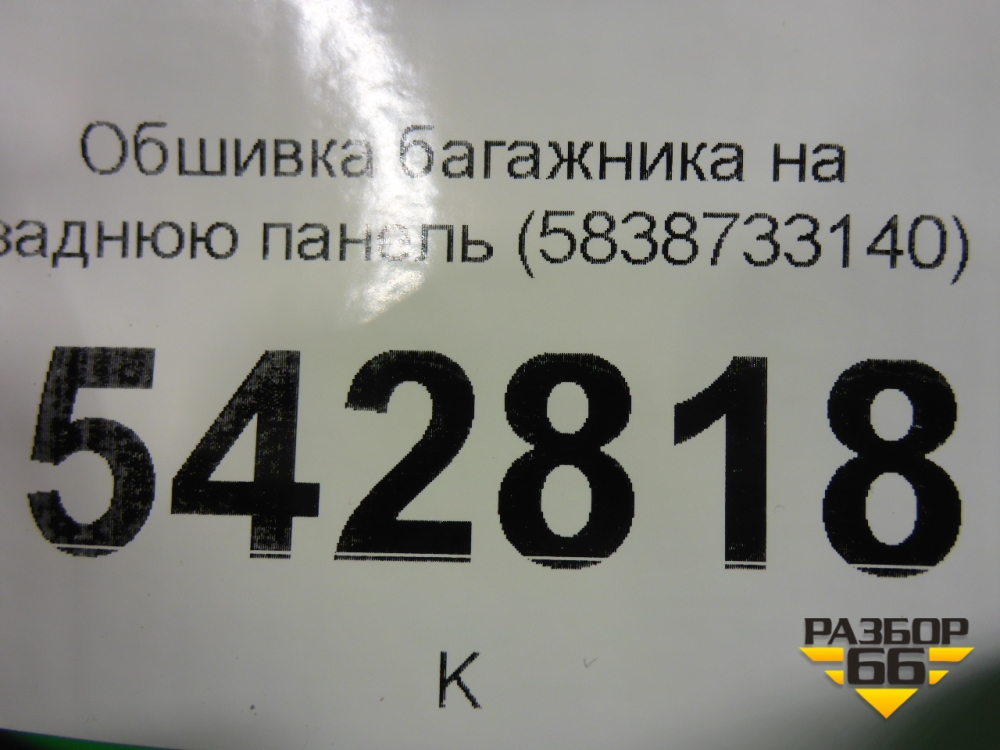 Обшивка багажника на
заднюю панель (5838733140)
542818
К
РАЗБОР
66